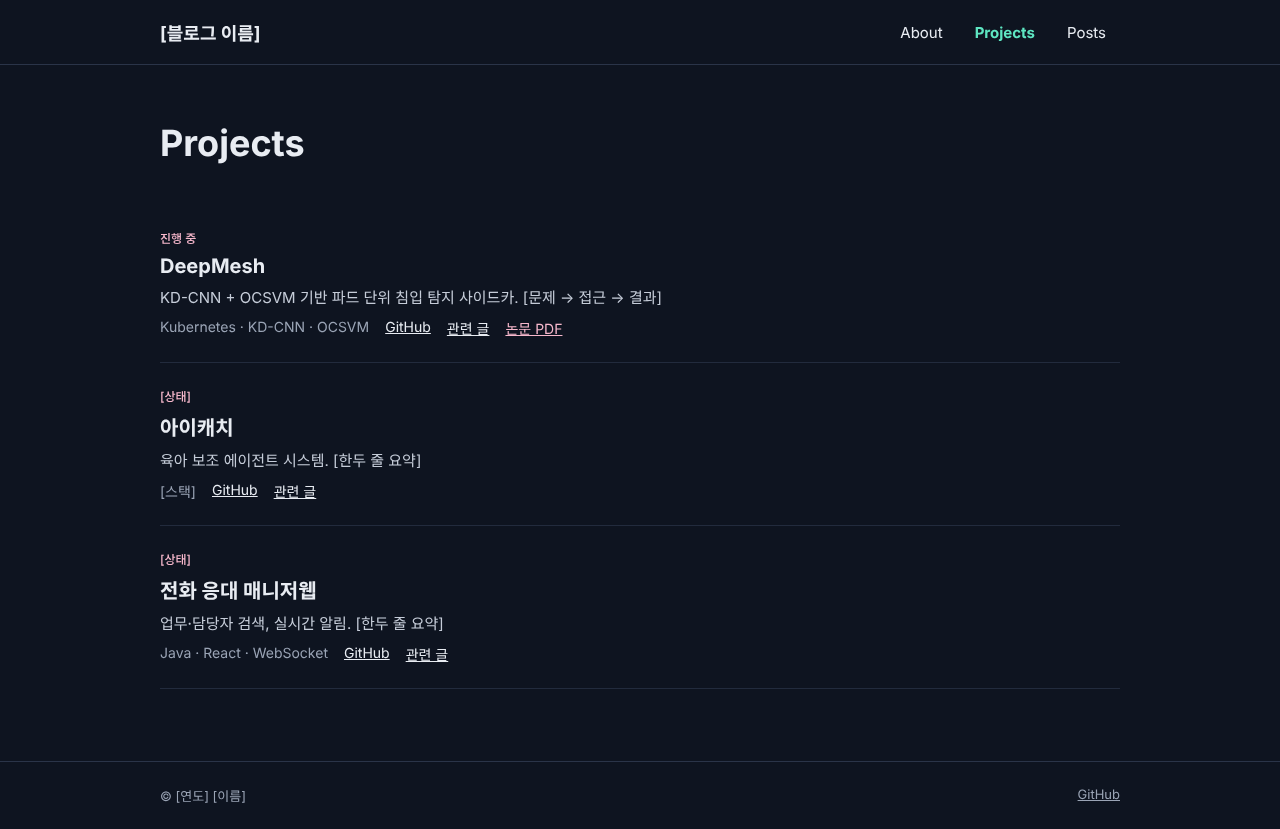 [블로그 이름] About Projects Posts
Projects
진행 중
DeepMesh
KD-CNN + OCSVM 기반 파드 단위 침입 탐지 사이드카. [문제 → 접근 → 결과]
Kubernetes · KD-CNN · OCSVM GitHub 관련 글 논문 PDF
[상태]
아이캐치
육아 보조 에이전트 시스템. [한두 줄 요약]
[스택] GitHub 관련 글
[상태]
전화 응대 매니저웹
업무·담당자 검색, 실시간 알림. [한두 줄 요약]
Java · React · WebSocket GitHub 관련 글
© [연도] [이름] GitHub